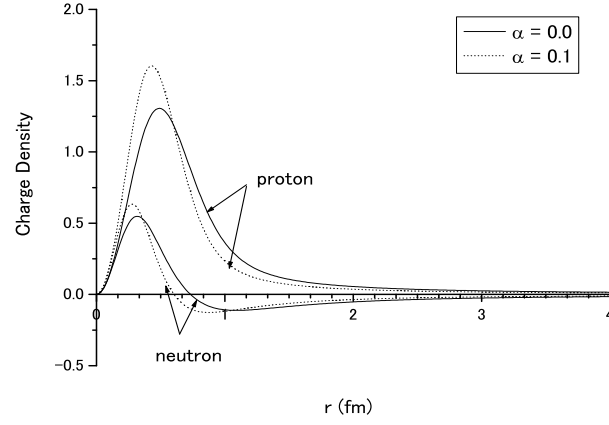 2.0
α = 0.0
α = 0.1
1.5
1.0
Charge Density
proton
0.5
0.0
0
1
2
3
4
neutron
-0.5
r (fm)